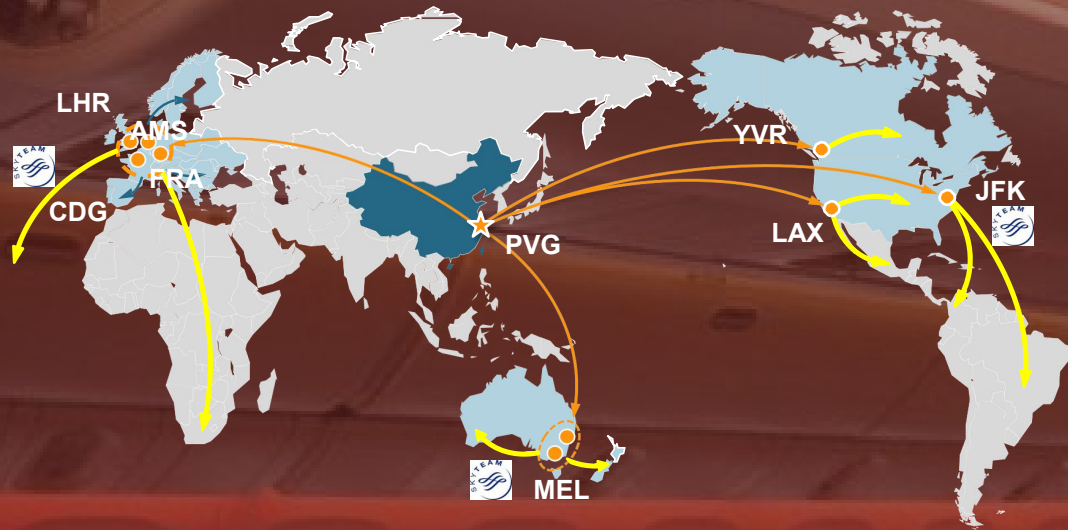 LHR
AMS
YVR
SKYTEAM
FRA
JFK
CDG
LAX
SKYTEAM
PVG
SKYTEAM
MEL